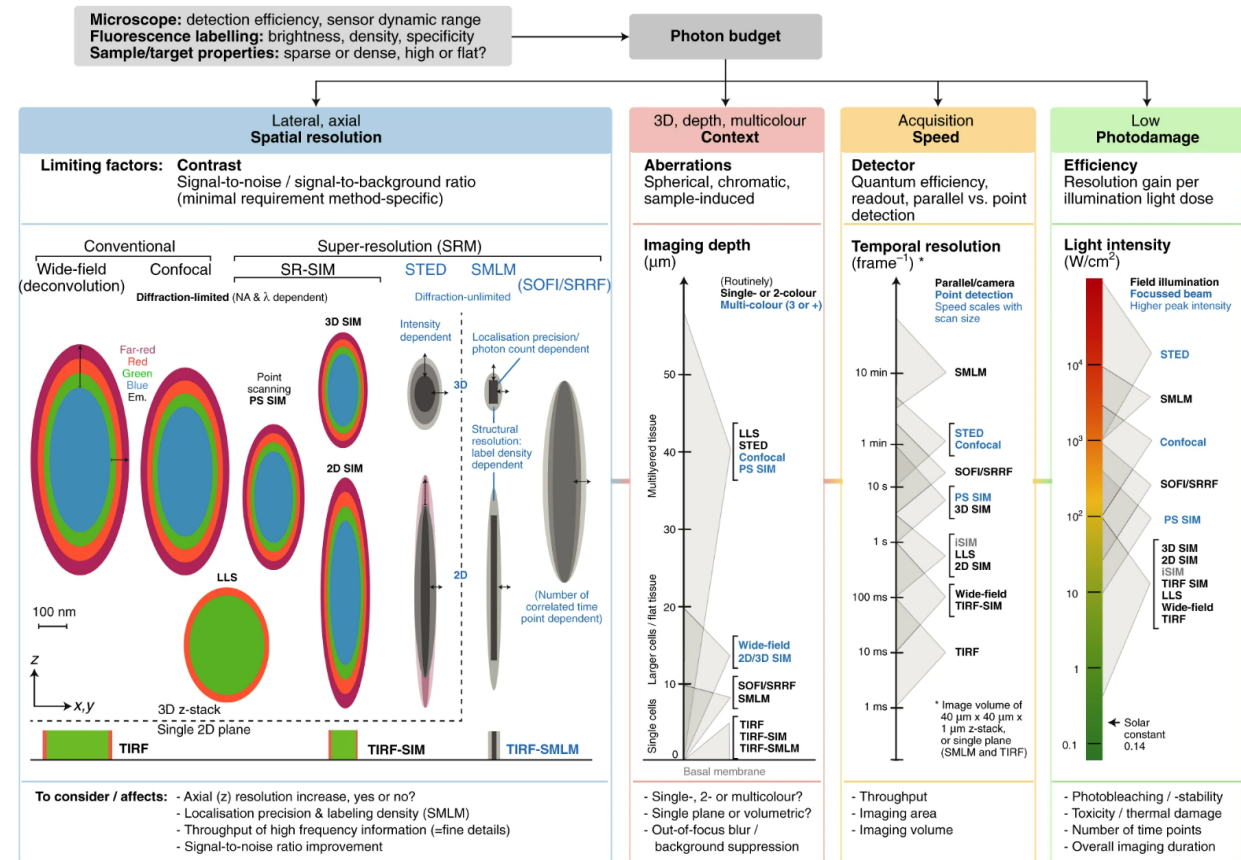 Microscope: detection efficiency, sensor dynamic range
Fluorescence labelling: brightness, density, specificity
Sample/target properties: sparse or dense, high or flat?
Photon budget
Lateral, axial
Spatial resolution
Limiting factors: Contrast
Signal-to-noise / signal-to-background ratio
(minimal requirement method-specific)
Conventional
Super-resolution (SRM)
Wide-field
(deconvolution)
Confocal
SR-SIM
STED
SMLM
(SOFI/SRRF)
Diffraction-limited (NA & λ dependent)
Diffraction-unlimited
Far-red
Red
Green
Blue
Em.
Point
scanning
PS SIM
3D SIM
2D SIM
LLS
Intensity
dependent
3D
Localisation precision/
photon count dependent
Structural
resolution:
label density
dependent
2D
(Number of
correlated time
point dependent)
100 nm
z
x,y
3D z-stack
Single 2D plane
TIRF
TIRF-SIM
TIRF-SMLM
To consider / affects:
- Axial (z) resolution increase, yes or no?
- Localisation precision & labeling density (SMLM)
- Throughput of high frequency information (=fine details)
- Signal-to-noise ratio improvement
3D, depth, multicolour
Context
Aberrations
Spherical, chromatic,
sample-induced
Imaging depth
(µm)
(Routinely)
Single- or 2-colour
Multi-colour (3 or +)
50
40
30
20
10
0
Multilyered tissue
Larger cells / flat tissue
Single cells
LLS
STED
Confocal
PS SIM
Wide-field
2D/3D SIM
SOFI/SRRF
SMLM
TIRF
TIRF-SIM
TIRF-SMLM
Basal membrane
- Single-, 2- or multicolour?
- Single plane or volumetric?
- Out-of-focus blur /
background suppression
Acquisition
Speed
Detector
Quantum efficiency,
readout, parallel vs. point
detection
Temporal resolution
(frame⁻¹) *
Parallel/camera
Point detection
Speed scales with
scan size
10 min
1 min
10 s
1 s
100 ms
10 ms
1 ms
SMLM
STED
Confocal
SOFI/SRRF
PS SIM
3D SIM
iSIM
LLS
2D SIM
Wide-field
TIRF-SIM
TIRF
* Image volume of
40 µm x 40 µm x
1 µm z-stack,
or single plane
(SMLM and TIRF)
- Throughput
- Imaging area
- Imaging volume
Low
Photodamage
Efficiency
Resolution gain per
illumination light dose
Light intensity
(W/cm²)
Field illumination
Focussed beam
Higher peak intensity
10⁴
10³
10²
10
1
0.1
STED
SMLM
Confocal
SOFI/SRRF
PS SIM
3D SIM
2D SIM
iSIM
TIRF SIM
LLS
Wide-field
TIRF
Solar
constant
0.14
- Photobleaching / -stability
- Toxicity / thermal damage
- Number of time points
- Overall imaging duration